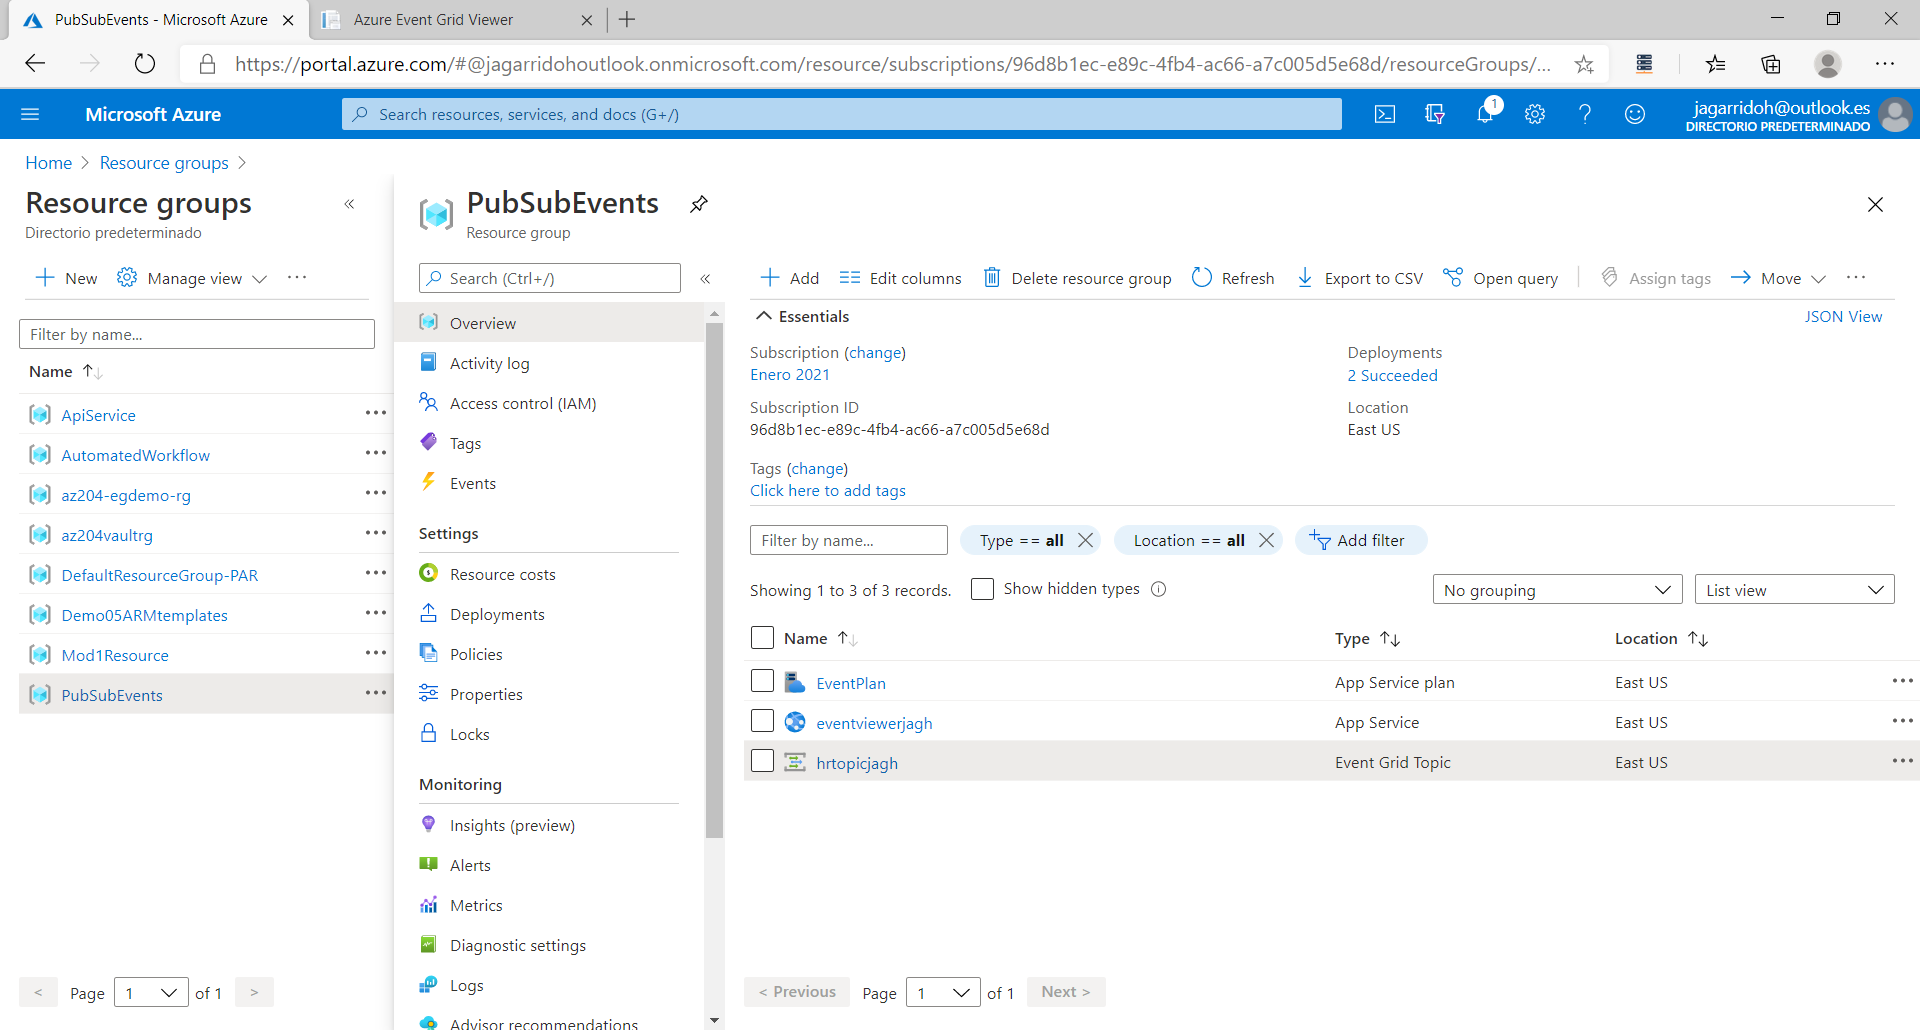 PubSubEvents - Microsoft Azure
Azure Event Grid Viewer
https://portal.azure.com/#@jagarridohoutlook.onmicrosoft.com/resource/subscriptions/96d8b1ec-e89c-4fb4-ac66-a7c005d5e68d/resourceGroups/...
Microsoft Azure
Search resources, services, and docs (G+/)
1
jagarridoh@outlook.es
DIRECTORIO PREDETERMINADO
Home > Resource groups >
Resource groups
Directorio predeterminado
New
Manage view
Filter by name...
Name
ApiService
AutomatedWorkflow
az204-egdemo-rg
az204vaultrg
DefaultResourceGroup-PAR
Demo05ARMtemplates
Mod1Resource
PubSubEvents
< Page 1 of 1 >
PubSubEvents
Resource group
Search (Ctrl+/)
Overview
Activity log
Access control (IAM)
Tags
Events
Settings
Resource costs
Deployments
Policies
Properties
Locks
Monitoring
Insights (preview)
Alerts
Metrics
Diagnostic settings
Logs
Advisor recommendations
Add Edit columns Delete resource group Refresh Export to CSV Open query Assign tags Move
Essentials
JSON View
Subscription (change)
Enero 2021
Subscription ID
96d8b1ec-e89c-4fb4-ac66-a7c005d5e68d
Tags (change)
Click here to add tags
Deployments
2 Succeeded
Location
East US
Filter by name... Type == all Location == all Add filter
Showing 1 to 3 of 3 records. Show hidden types No grouping List view
Name Type Location
EventPlan App Service plan East US
eventviewerjagh App Service East US
hrtopicjagh Event Grid Topic East US
< Previous Page 1 of 1 Next >